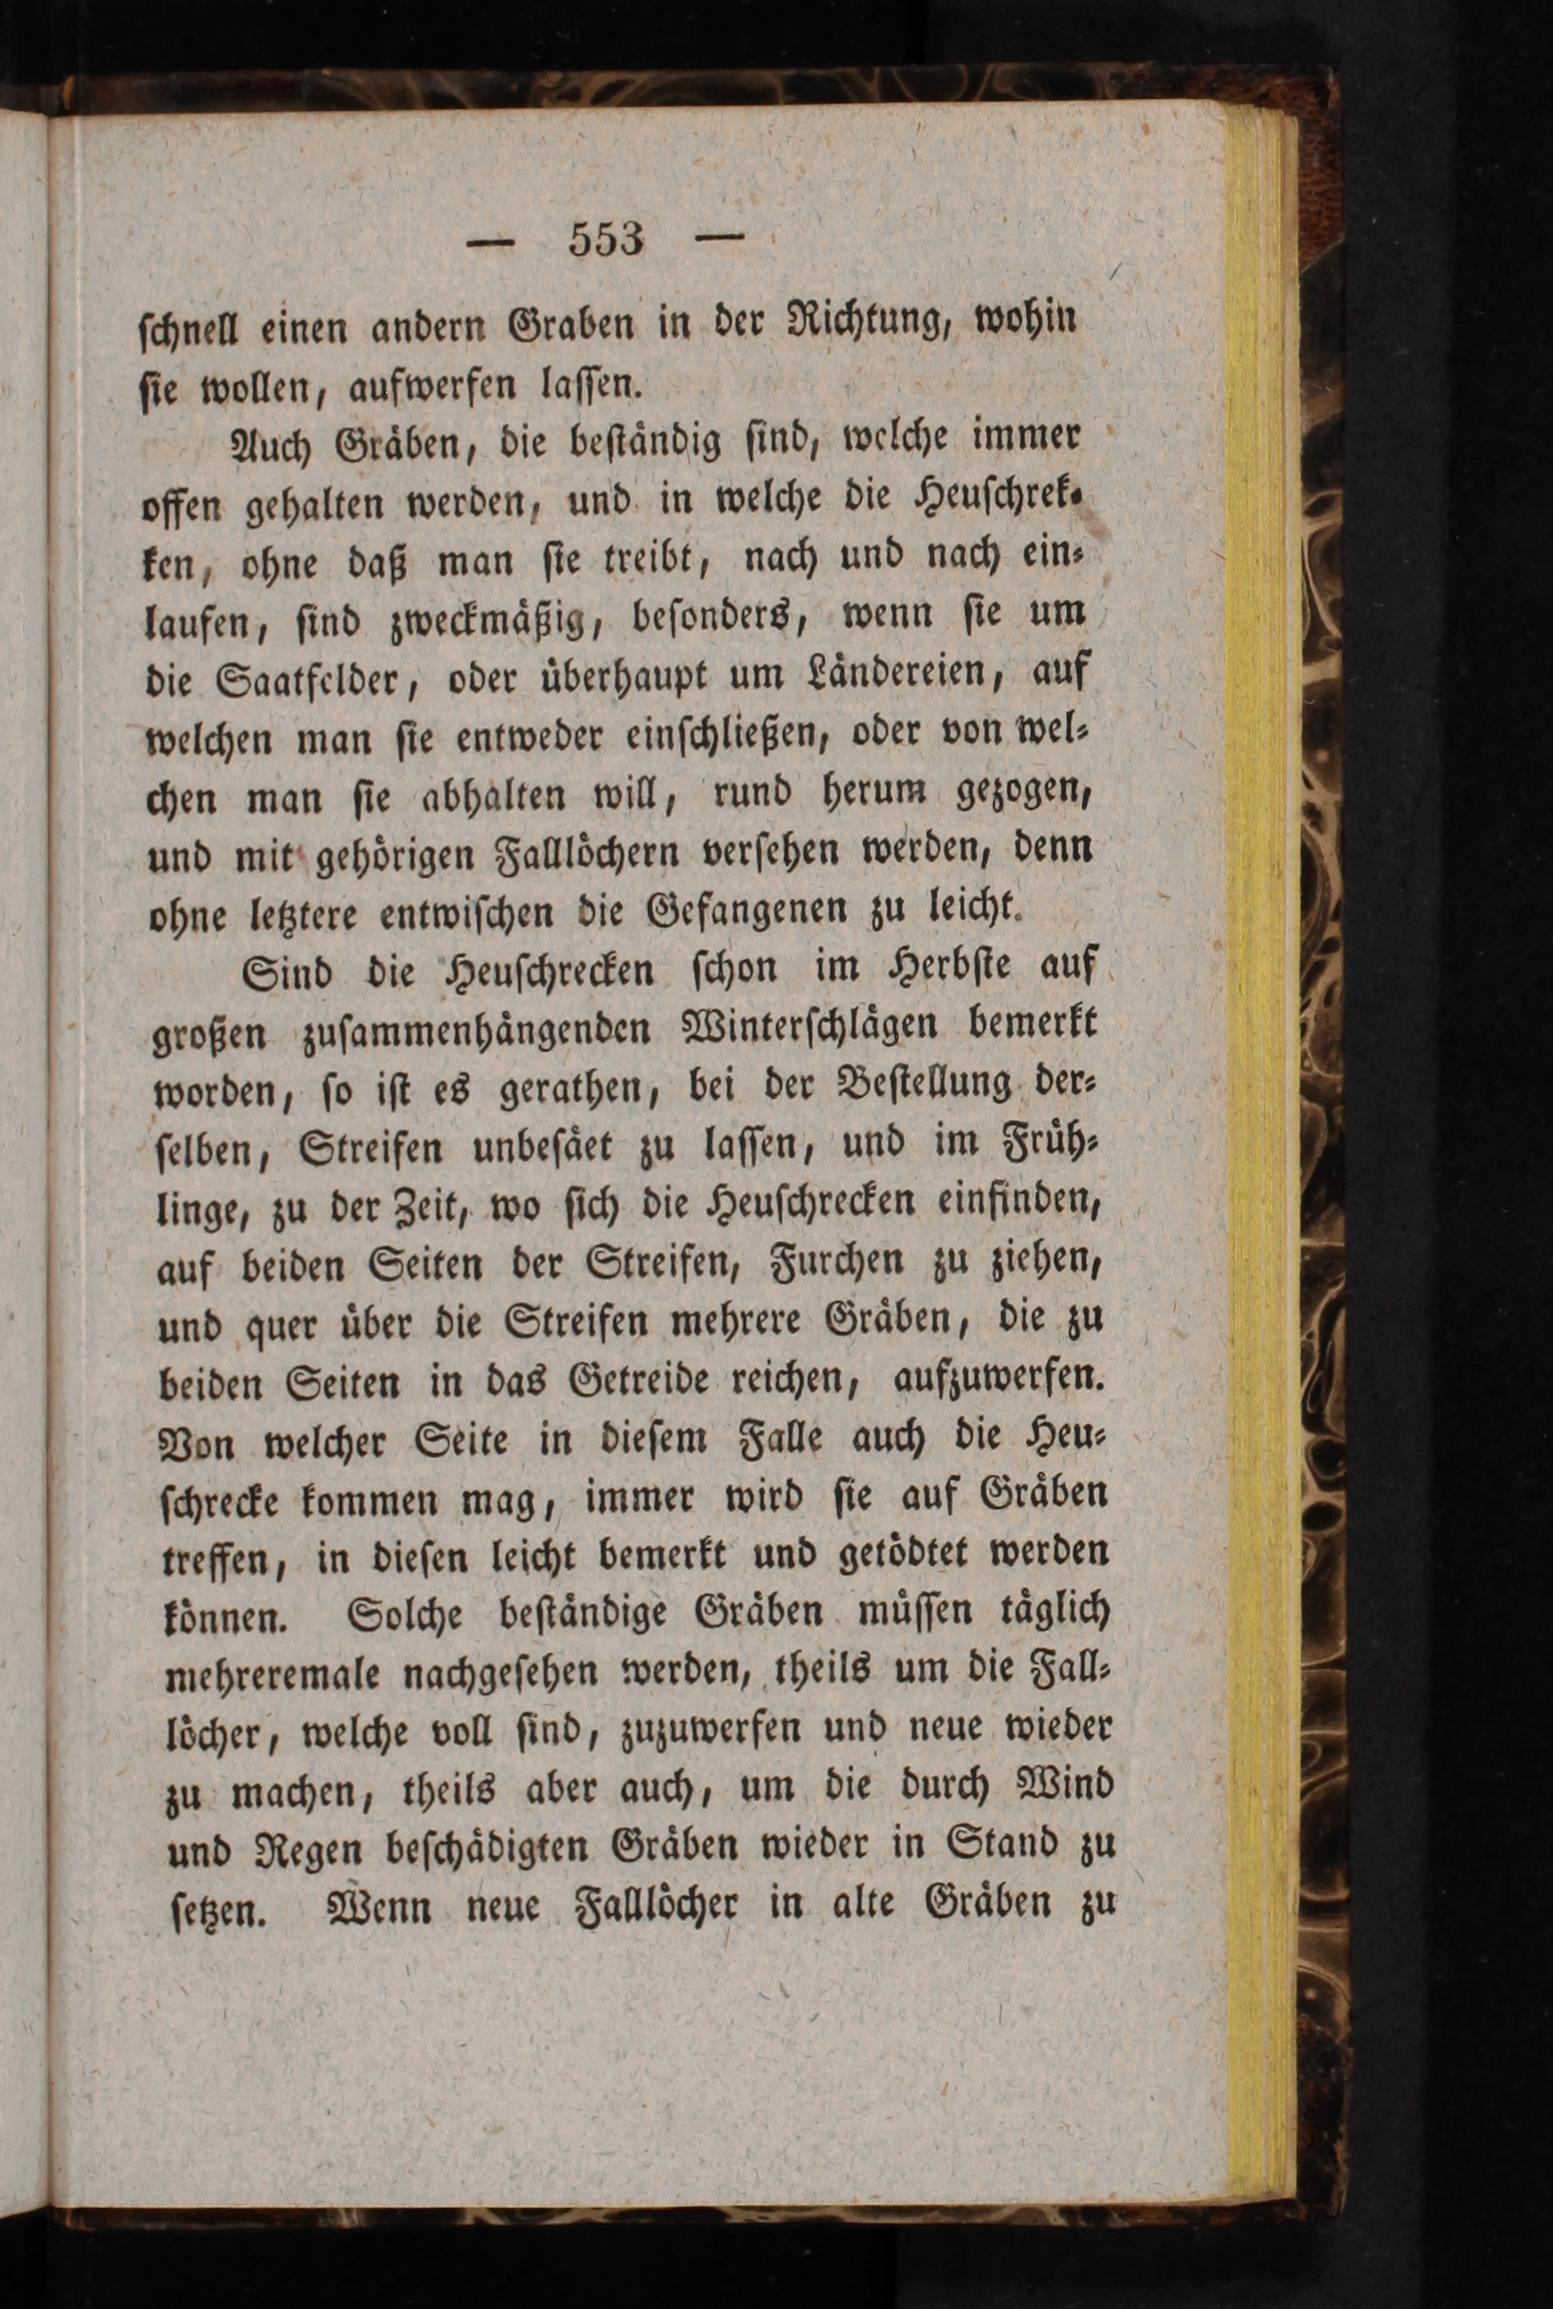 — 553 —
schnell einen andern Graben in der Richtung, wohin
sie wollen, aufwerfen lassen.
Auch Gräben, die beständig sind, welche immer
offen gehalten werden, und in welche die Heuschrek-
ken, ohne daß man sie treibt, nach und nach ein-
laufen, sind zweckmäßig, besonders, wenn sie um
die Saatfelder, oder überhaupt um Ländereien, auf
welchen man sie entweder einschließen, oder von wel-
chen man sie abhalten will, rund herum gezogen,
und mit gehörigen Falllöchern versehen werden, denn
ohne letztere entwischen die Gefangenen zu leicht.
Sind die Heuschrecken schon im Herbste auf
großen zusammenhängenden Winterschlägen bemerkt
worden, so ist es gerathen, bei der Bestellung der-
selben, Streifen unbesäet zu lassen, und im Früh-
linge, zu der Zeit, wo sich die Heuschrecken einfinden,
auf beiden Seiten der Streifen, Furchen zu ziehen,
und quer über die Streifen mehrere Gräben, die zu
beiden Seiten in das Getreide reichen, aufzuwerfen.
Von welcher Seite in diesem Falle auch die Heu-
schrecke kommen mag, immer wird sie auf Gräben
treffen, in diesen leicht bemerkt und getödtet werden
können. Solche beständige Gräben müssen täglich
mehreremale nachgesehen werden, theils um die Fall-
löcher, welche voll sind, zuzuwerfen und neue wieder
zu machen, theils aber auch, um die durch Wind
und Regen beschädigten Gräben wieder in Stand zu
setzen. Wenn neue Falllöcher in alte Gräben zu